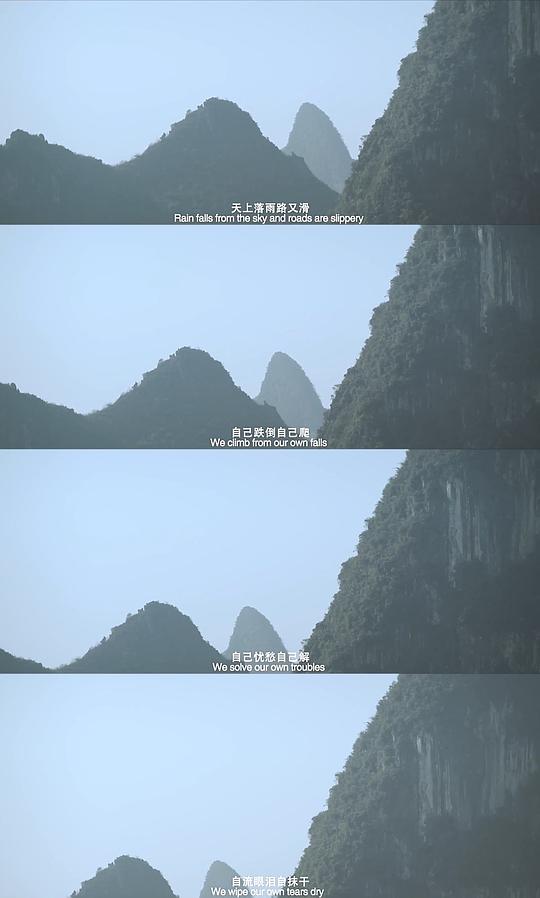 天上落雨路又滑
Rain falls from the sky and roads are slippery
自己跌倒自己爬
We climb from our own falls
自己忧愁自己解
We solve our own troubles
自流眼泪自抹干
We wipe our own tears dry